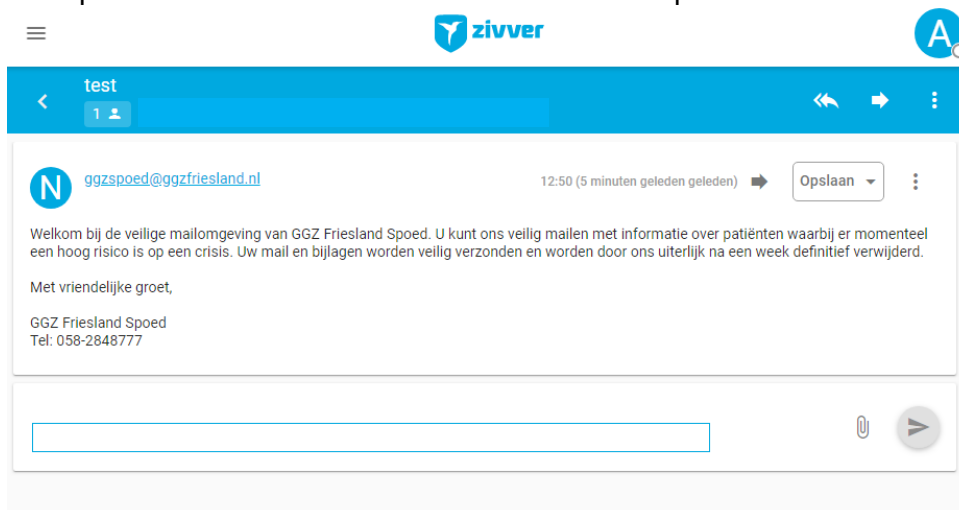 zivver
A
test
1
N
ggzspoed@ggzfriesland.nl
12:50 (5 minuten geleden geleden)
Opslaan
Welkom bij de veilige mailomgeving van GGZ Friesland Spoed. U kunt ons veilig mailen met informatie over patiënten waarbij er momenteel
een hoog risico is op een crisis. Uw mail en bijlagen worden veilig verzonden en worden door ons uiterlijk na een week definitief verwijderd.
Met vriendelijke groet,
GGZ Friesland Spoed
Tel: 058-2848777